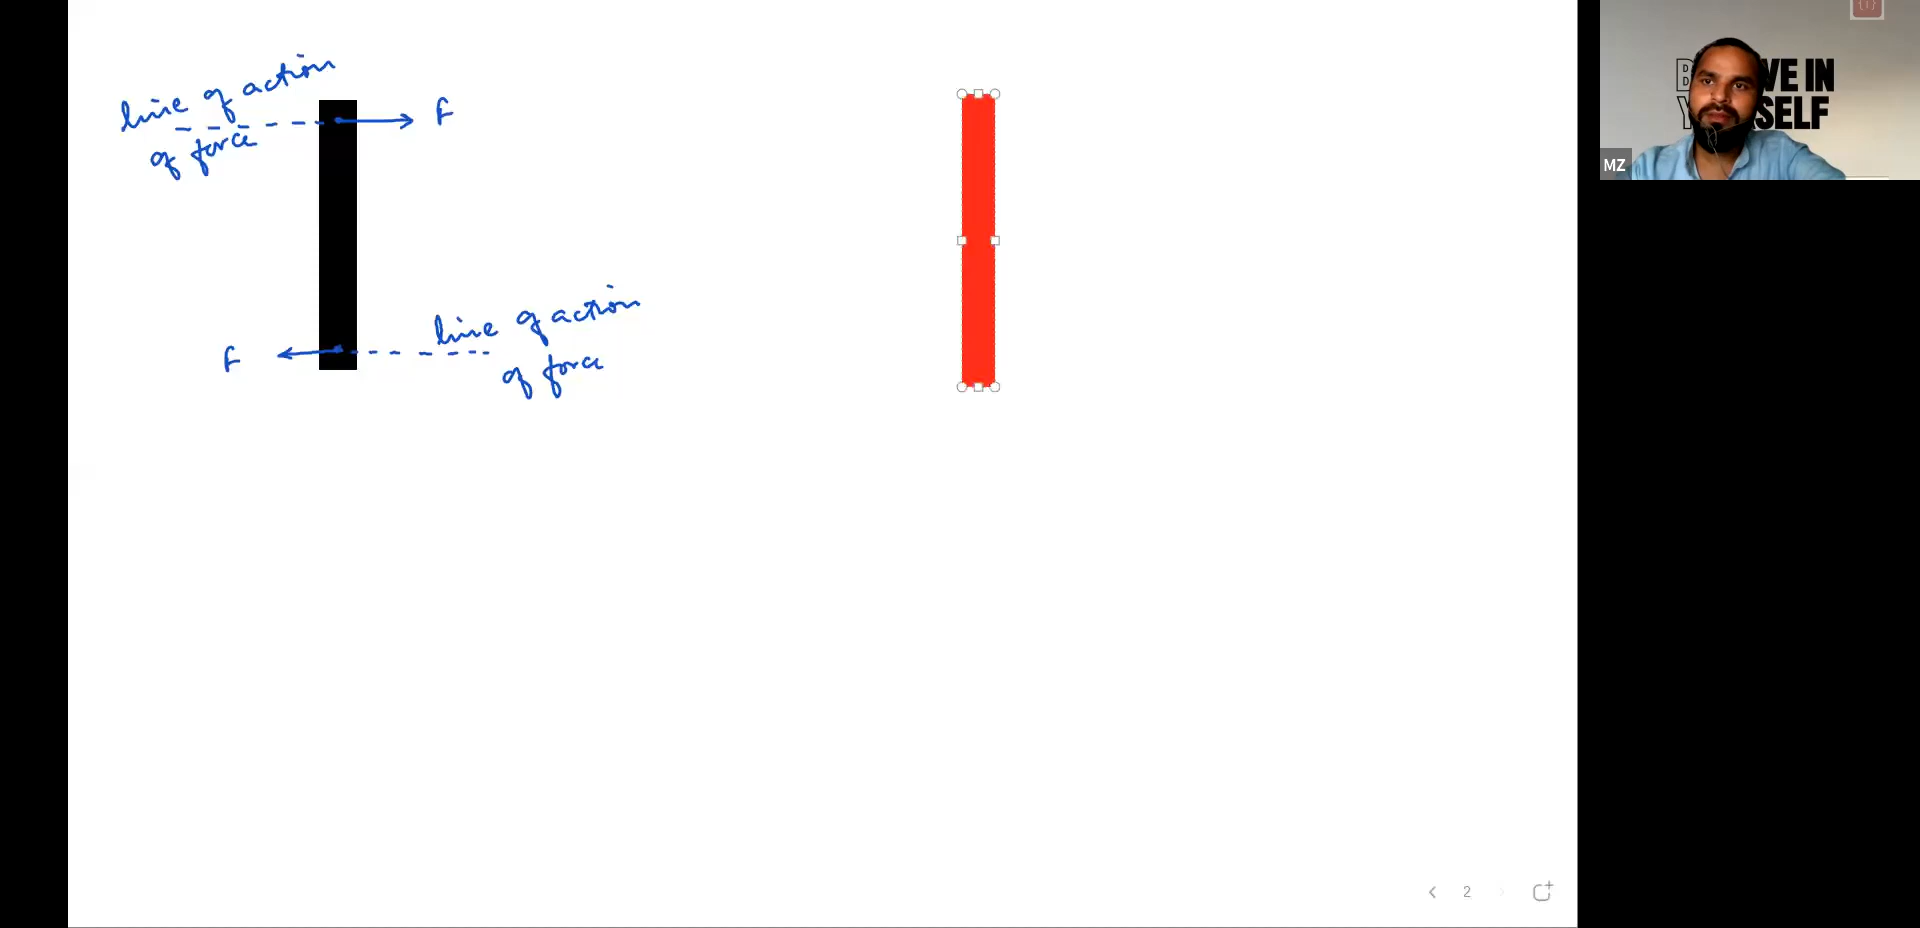 line of action
of force
F
line of action
of force
F
2
MZ